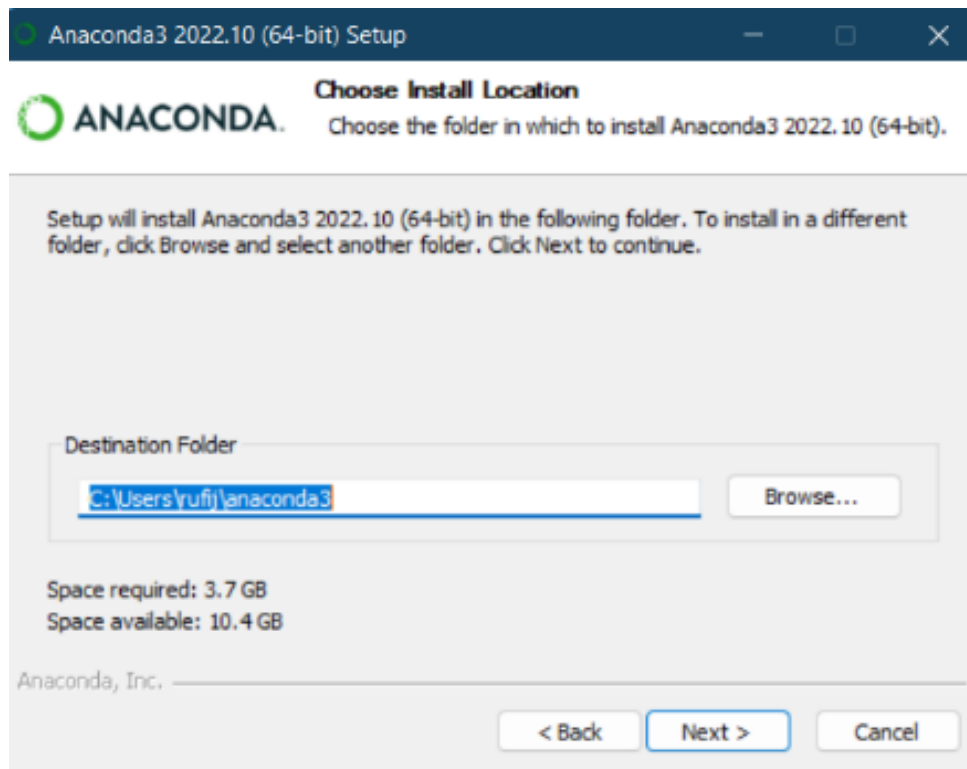 Anaconda3 2022.10 (64-bit) Setup
ANACONDA.
Choose Install Location
Choose the folder in which to install Anaconda3 2022.10 (64-bit).
Setup will install Anaconda3 2022.10 (64-bit) in the following folder. To install in a different
folder, click Browse and select another folder. Click Next to continue.
Destination Folder
C:\Users\rufij\anaconda3
Browse...
Space required: 3.7 GB
Space available: 10.4 GB
Anaconda, Inc.
< Back
Next >
Cancel